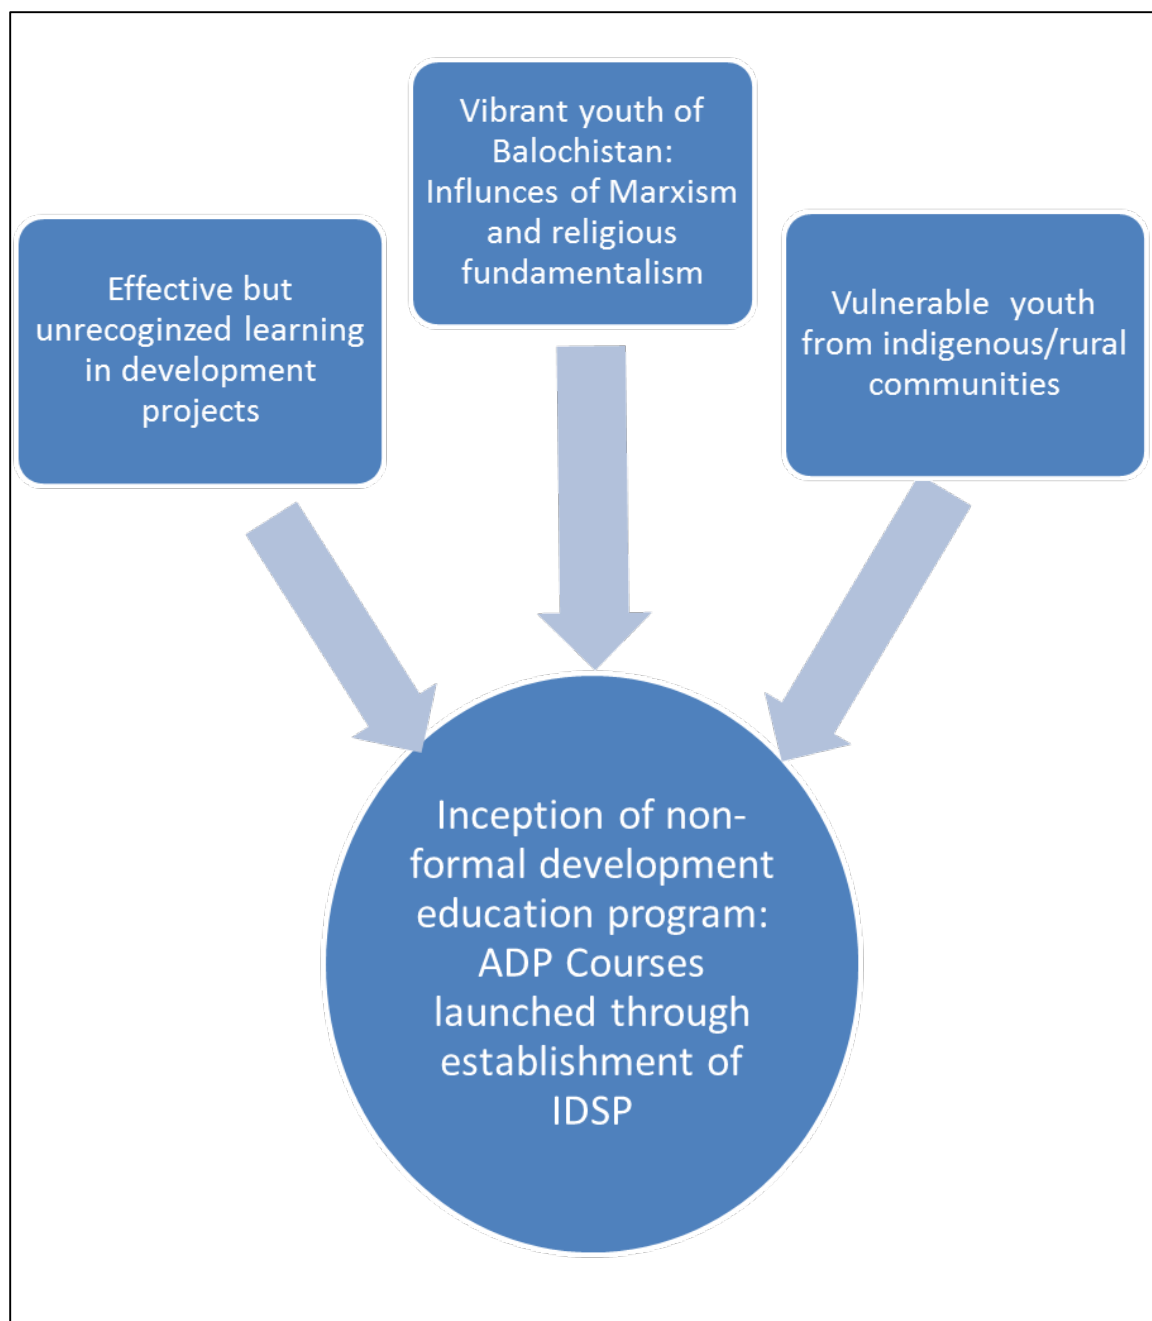 Effective but
unrecoginzed learning
in development
projects
Vibrant youth of
Balochistan:
Influnces of Marxism
and religious
fundamentalism
Vulnerable youth
from indigenous/rural
communities
Inception of non-
formal development
education program:
ADP Courses
launched through
establishment of
IDSP